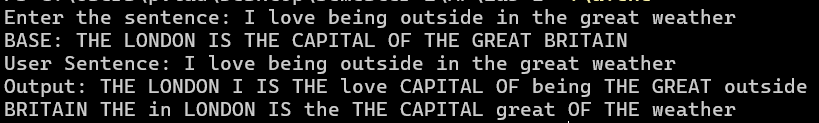 Enter the sentence: I love being outside in the great weather
BASE: THE LONDON IS THE CAPITAL OF THE GREAT BRITAIN
User Sentence: I love being outside in the great weather
Output: THE LONDON I IS THE love CAPITAL OF being THE GREAT outside
BRITAIN THE in LONDON IS the THE CAPITAL great OF THE weather